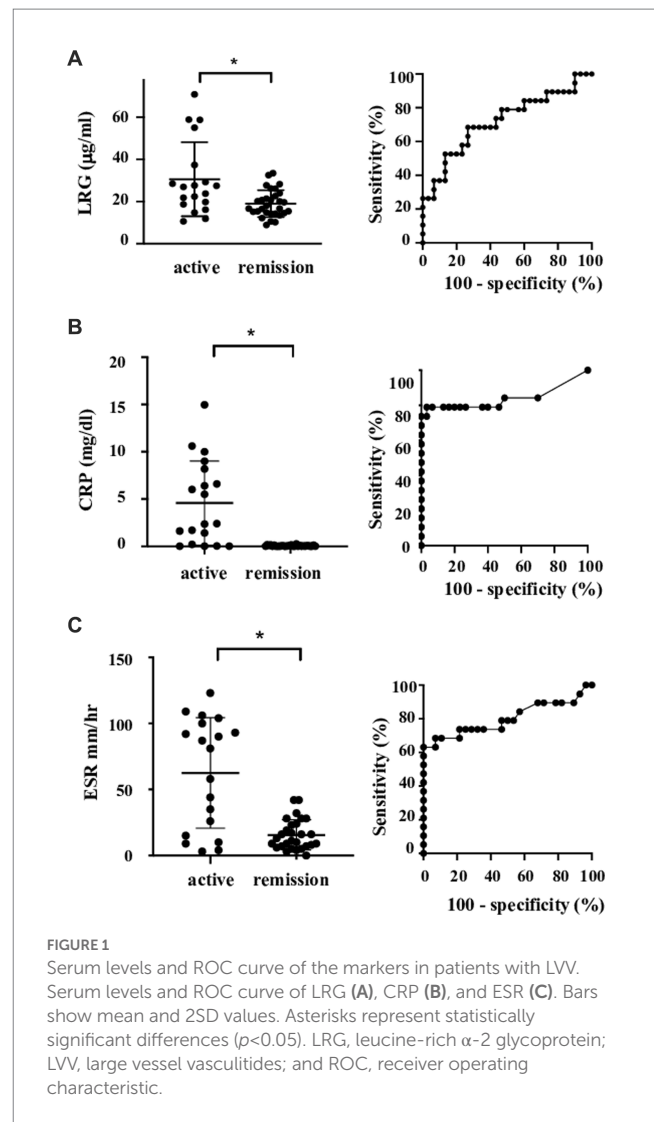 A
*
LRG (μg/ml)
60
40
20
0
active remission
Sensitivity (%)
100
80
60
40
20
0
0 20 40 60 80 100
100 - specificity (%)
B
*
CRP (mg/dl)
20
15
10
5
0
active remission
Sensitivity (%)
100
80
60
40
20
0
0 20 40 60 80 100
100 - specificity (%)
C
*
ESR mm/hr
150
100
50
0
active remission
Sensitivity (%)
100
80
60
40
20
0
0 20 40 60 80 100
100 - specificity (%)
FIGURE 1
Serum levels and ROC curve of the markers in patients with LVV.
Serum levels and ROC curve of LRG (A), CRP (B), and ESR (C). Bars
show mean and 2SD values. Asterisks represent statistically
significant differences (p<0.05). LRG, leucine-rich α-2 glycoprotein;
LVV, large vessel vasculitides; and ROC, receiver operating
characteristic.